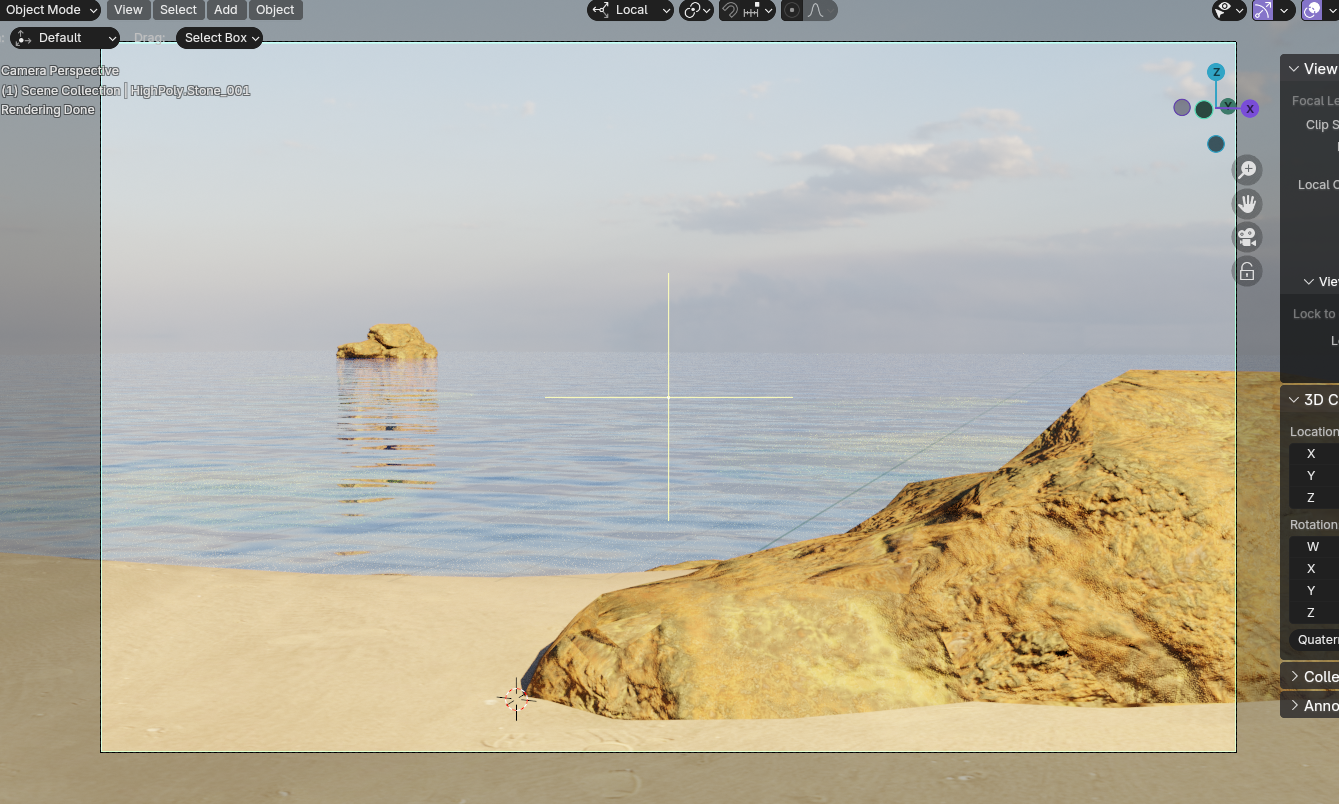 Object Mode View Select Add Object Local
Default Drag: Select Box
Camera Perspective
(1) Scene Collection | HighPoly.Stone_001
Rendering Done
Z
Y
X
View
Focal Le
Clip S
Local C
Vie
Lock to
3D C
Location
X
Y
Z
Rotation
W
X
Y
Z
Quater
Colle
Anno